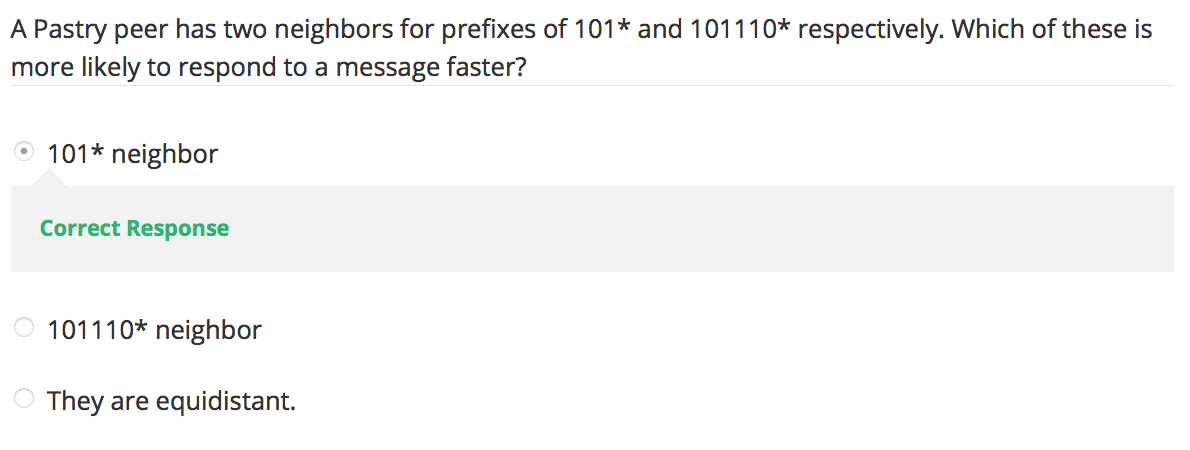 A Pastry peer has two neighbors for prefixes of 101* and 101110* respectively. Which of these is
more likely to respond to a message faster?
101* neighbor
Correct Response
101110* neighbor
They are equidistant.